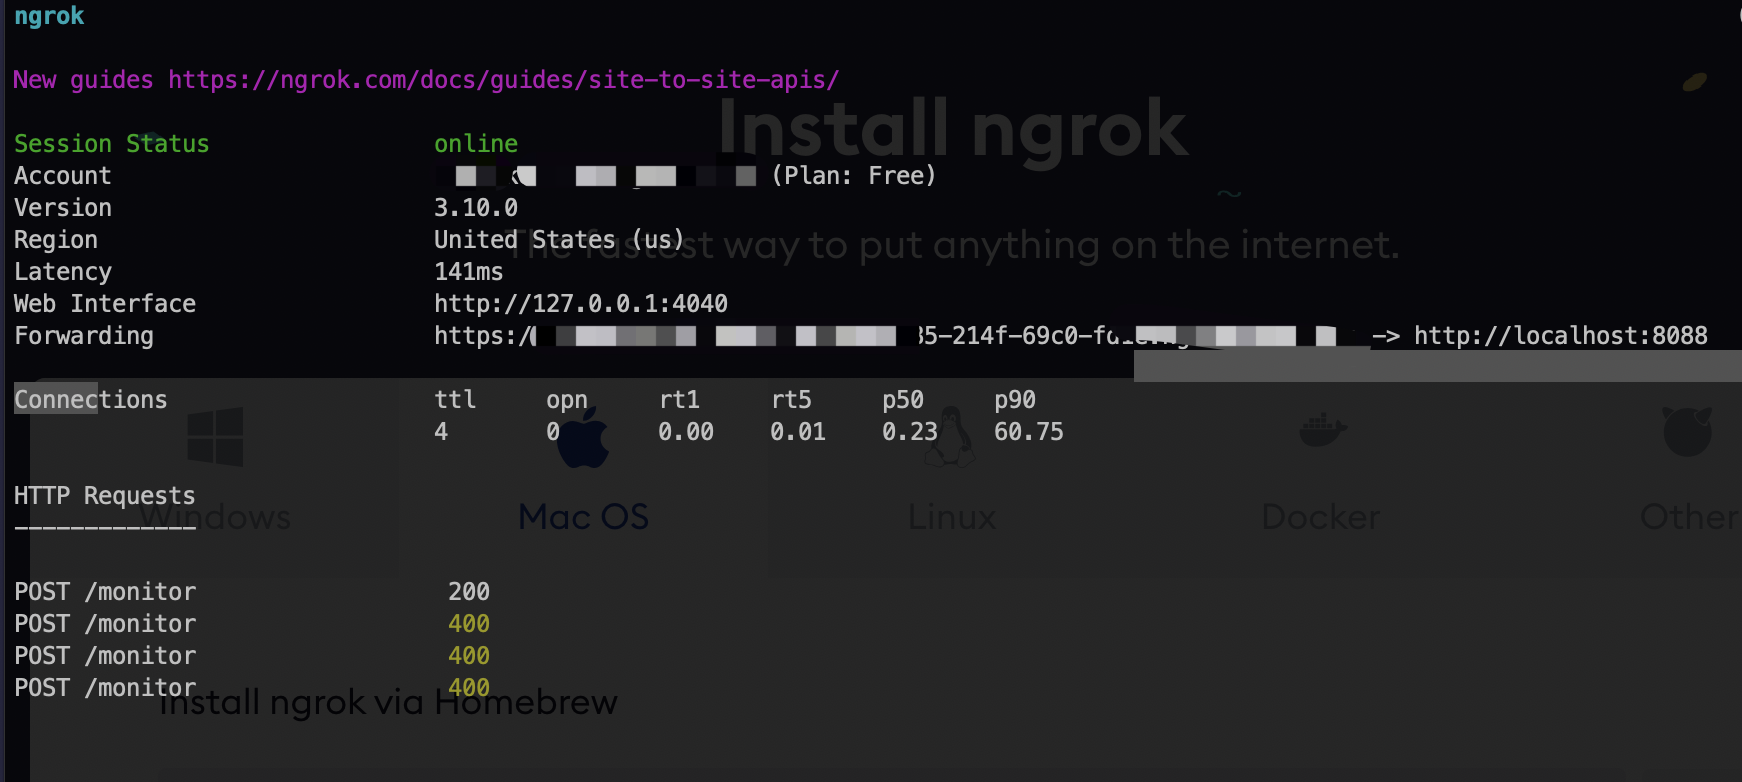 ngrok
New guides https://ngrok.com/docs/guides/site-to-site-apis/
Install ngrok
Session Status online
Account (Plan: Free)
Version 3.10.0
Region United States (us)
The fastest way to put anything on the internet.
Latency 141ms
Web Interface http://127.0.0.1:4040
Forwarding https:/ 35-214f-69c0- -> http://localhost:8088
Connections ttl opn rt1 rt5 p50 p90
4 0 0.00 0.01 0.23 60.75
HTTP Requests
-------------
Windows Mac OS Linux Docker Other
POST /monitor 200
POST /monitor 400
POST /monitor 400
POST /monitor 400
Install ngrok via Homebrew